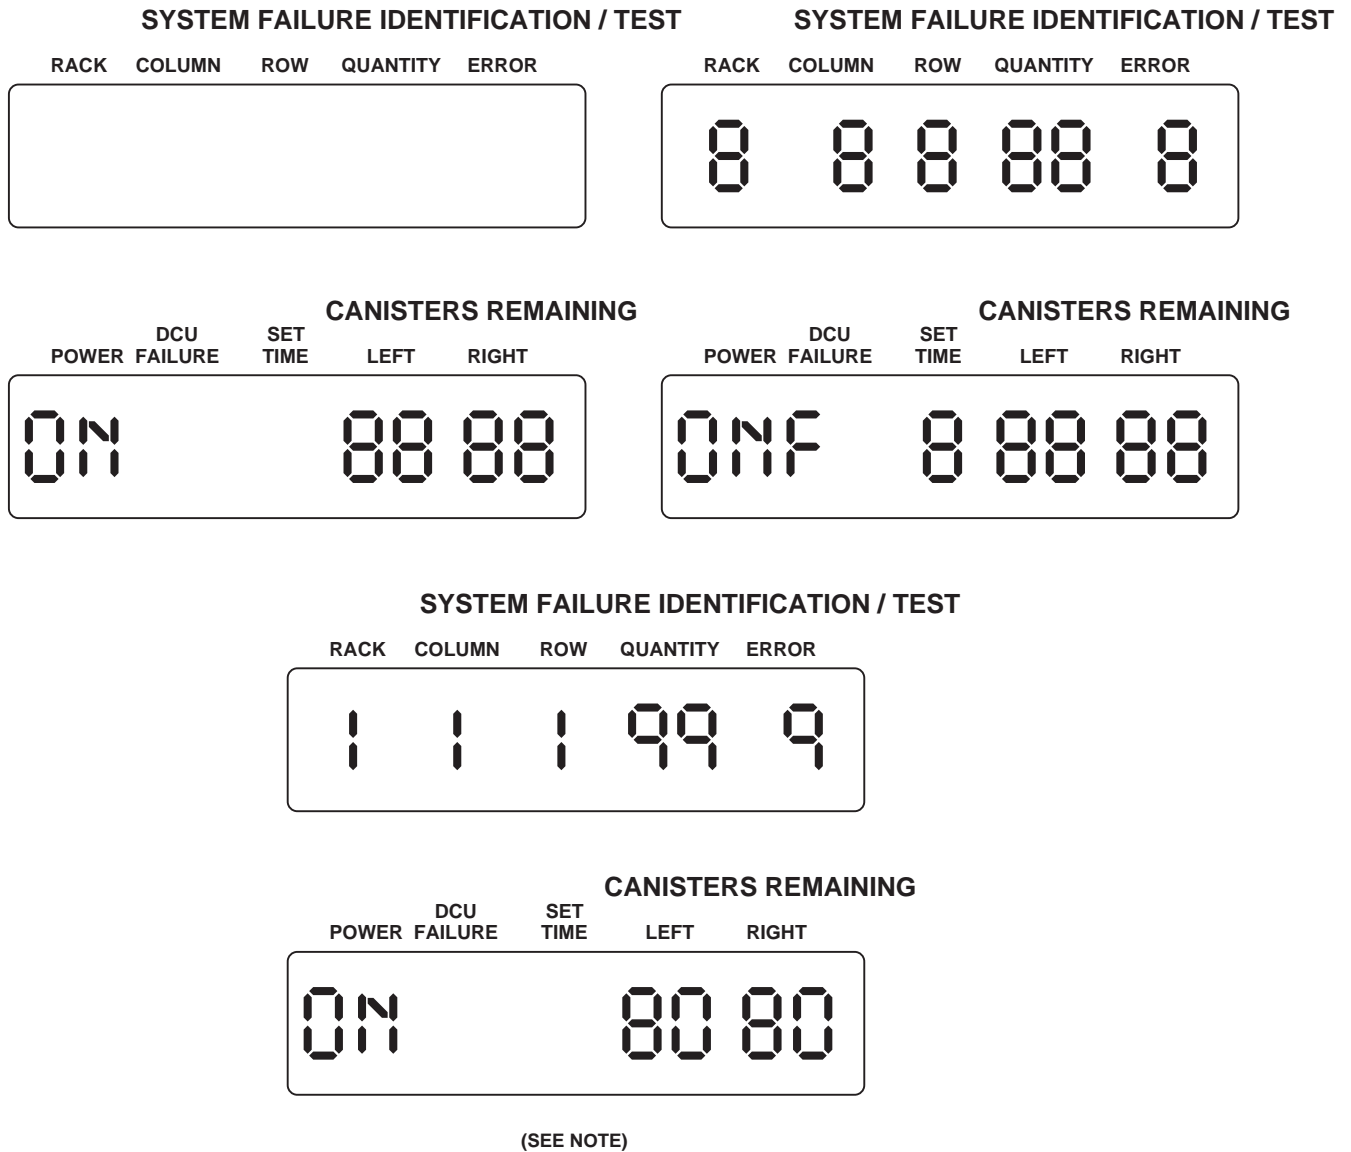 SYSTEM FAILURE IDENTIFICATION / TEST
RACK COLUMN ROW QUANTITY ERROR
SYSTEM FAILURE IDENTIFICATION / TEST
RACK COLUMN ROW QUANTITY ERROR
8 8 8 88 8
CANISTERS REMAINING
DCU SET
POWER FAILURE TIME LEFT RIGHT
ON 88 88
CANISTERS REMAINING
DCU SET
POWER FAILURE TIME LEFT RIGHT
ONF 8 88 88
SYSTEM FAILURE IDENTIFICATION / TEST
RACK COLUMN ROW QUANTITY ERROR
1 1 1 99 9
CANISTERS REMAINING
DCU SET
POWER FAILURE TIME LEFT RIGHT
ON 80 80
(SEE NOTE)